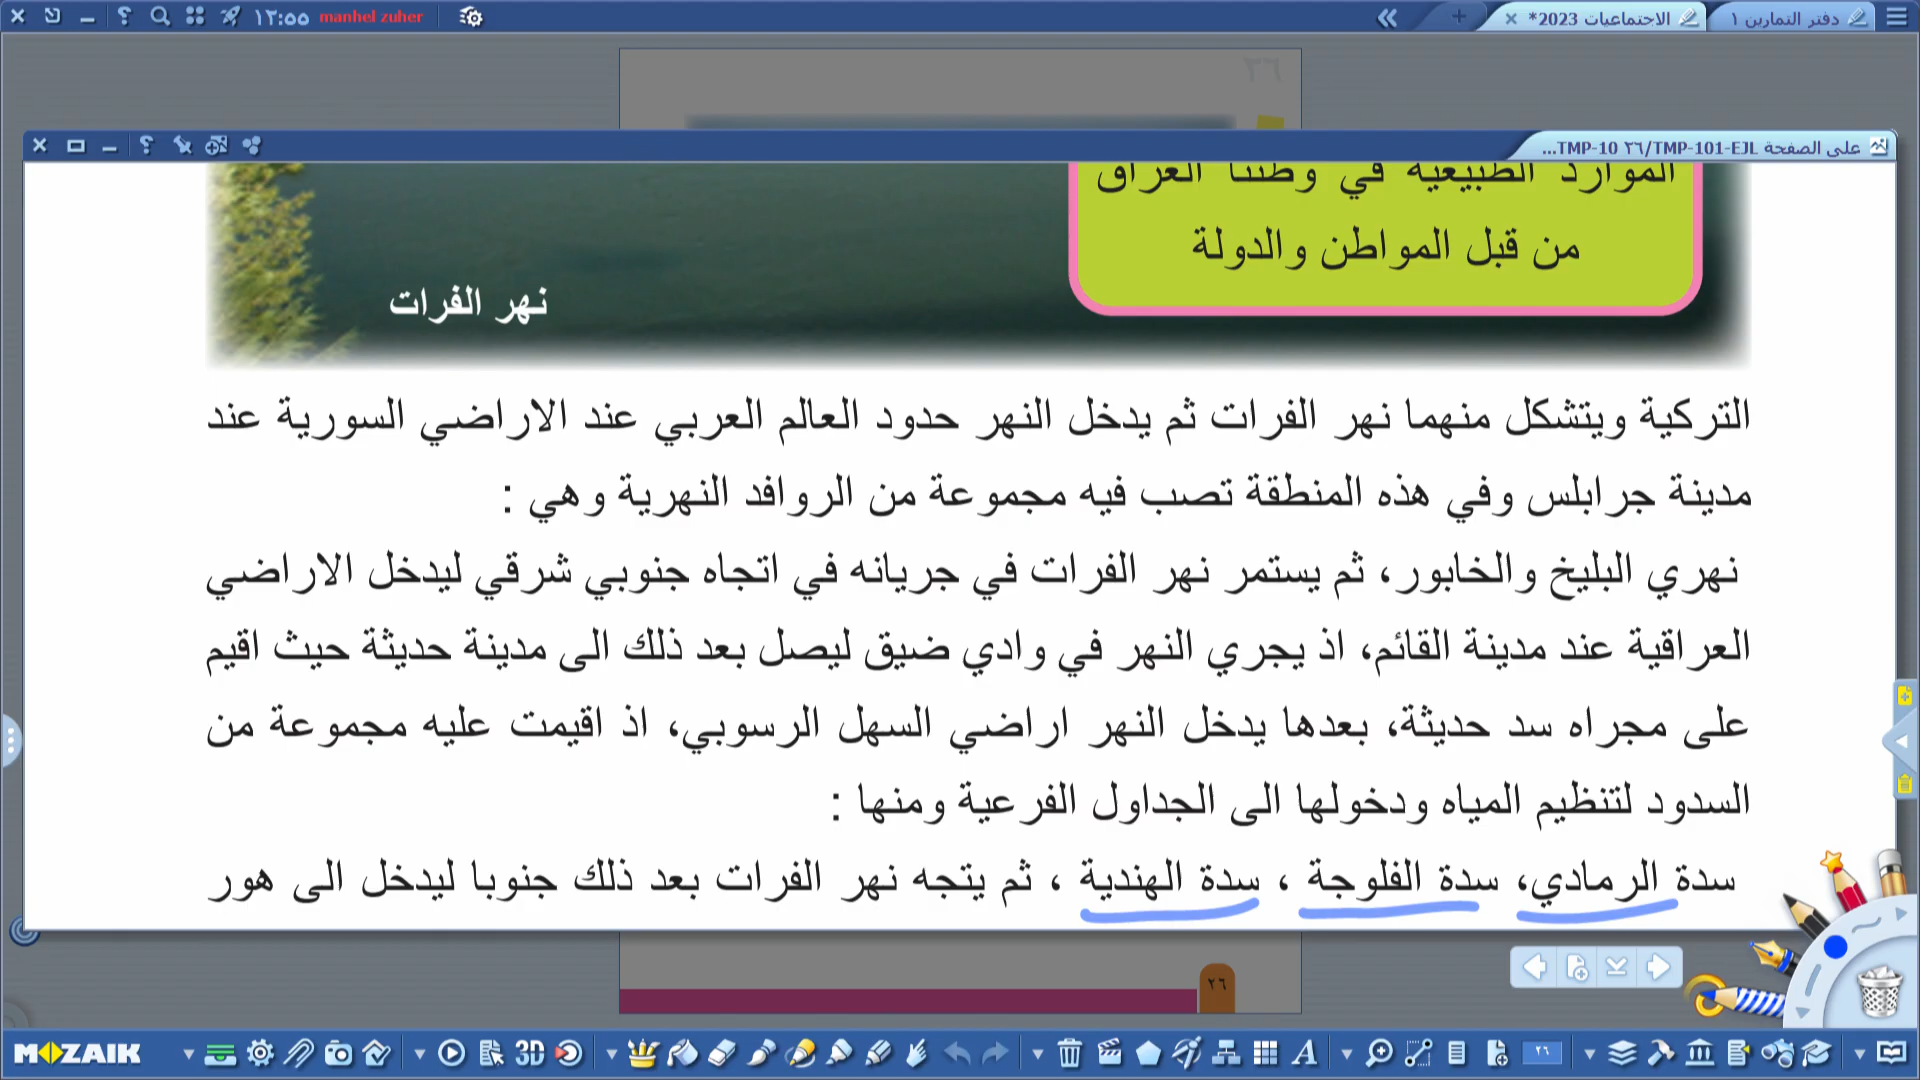 ١٣:٥٥ manhel zuher
دفتر التمارين ١
الاجتماعيات 2023*
٣٦
على الصفحة ٢٦/TMP-101-EJL TMP-10...
الموارد الطبيعية في وطننا العراق
من قبل المواطن والدولة
نهر الفرات
التركية ويتشكل منهما نهر الفرات ثم يدخل النهر حدود العالم العربي عند الاراضي السورية عند
مدينة جرابلس وفي هذه المنطقة تصب فيه مجموعة من الروافد النهرية وهي :
نهري البليخ والخابور، ثم يستمر نهر الفرات في جريانه في اتجاه جنوبي شرقي ليدخل الاراضي
العراقية عند مدينة القائم، اذ يجري النهر في وادي ضيق ليصل بعد ذلك الى مدينة حديثة حيث اقيم
على مجراه سد حديثة، بعدها يدخل النهر اراضي السهل الرسوبي، اذ اقيمت عليه مجموعة من
السدود لتنظيم المياه ودخولها الى الجداول الفرعية ومنها :
سدة الرمادي، سدة الفلوجة ، سدة الهندية ، ثم يتجه نهر الفرات بعد ذلك جنوبا ليدخل الى هور
٢٦
MOZAIK
3D
A
٢٦